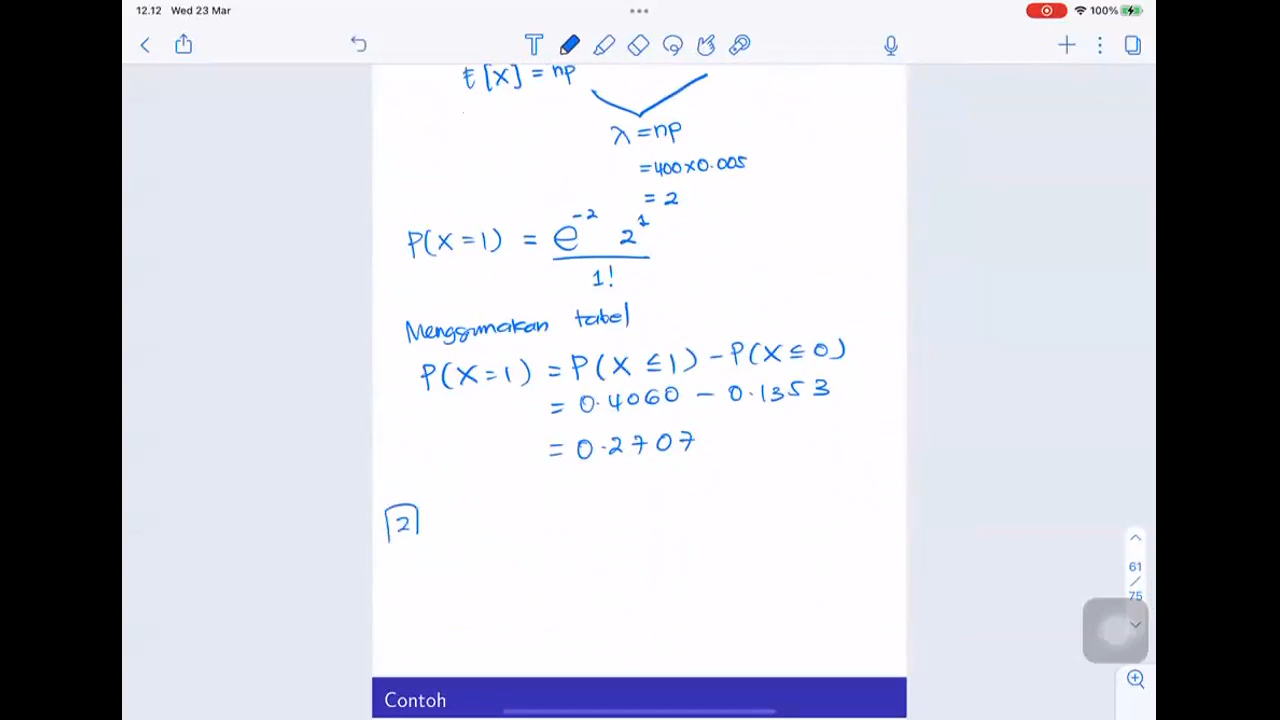 12.12 Wed 23 Mar
100%
E[X] = np
λ = np
= 400×0.005
= 2
P(X=1) = e^-2 2^1
1!
Menggunakan tabel
P(X=1) = P(X ≤ 1) - P(X ≤ 0)
= 0.4060 - 0.1353
= 0.2707
2
61
/
75
Contoh